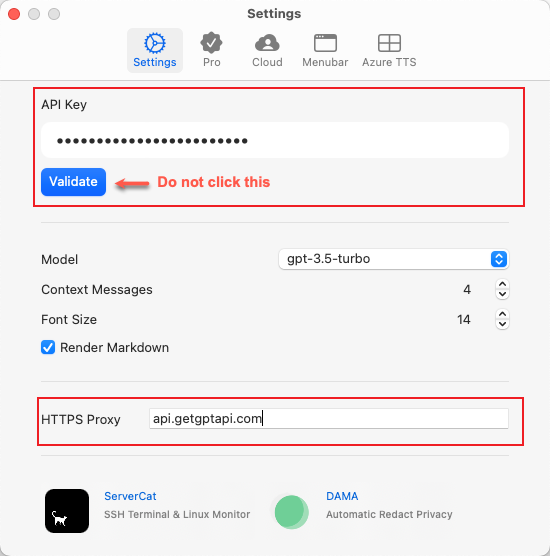 Settings
Settings Pro Cloud Menubar Azure TTS
API Key
••••••••••••••••••••••••
Validate Do not click this
Model gpt-3.5-turbo
Context Messages 4
Font Size 14
Render Markdown
HTTPS Proxy api.getgptapi.com
ServerCat DAMA
SSH Terminal & Linux Monitor Automatic Redact Privacy